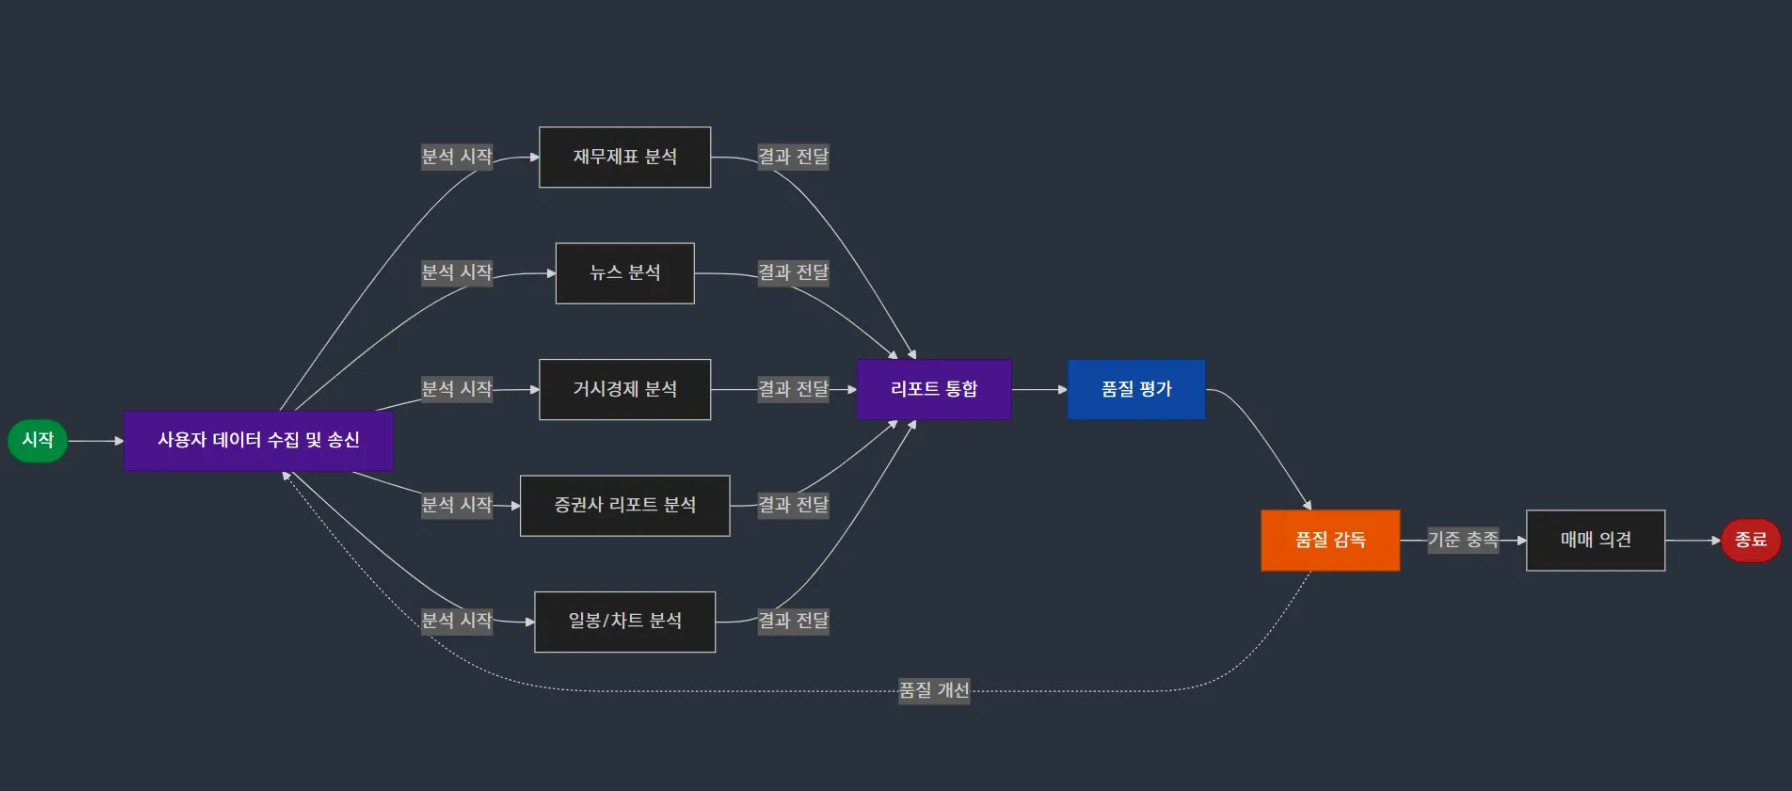 시작
사용자 데이터 수집 및 송신
분석 시작
재무제표 분석
결과 전달
분석 시작
뉴스 분석
결과 전달
분석 시작
거시경제 분석
결과 전달
분석 시작
증권사 리포트 분석
결과 전달
분석 시작
일봉/차트 분석
결과 전달
리포트 통합
품질 평가
품질 감독
품질 개선
기준 충족
매매 의견
종료